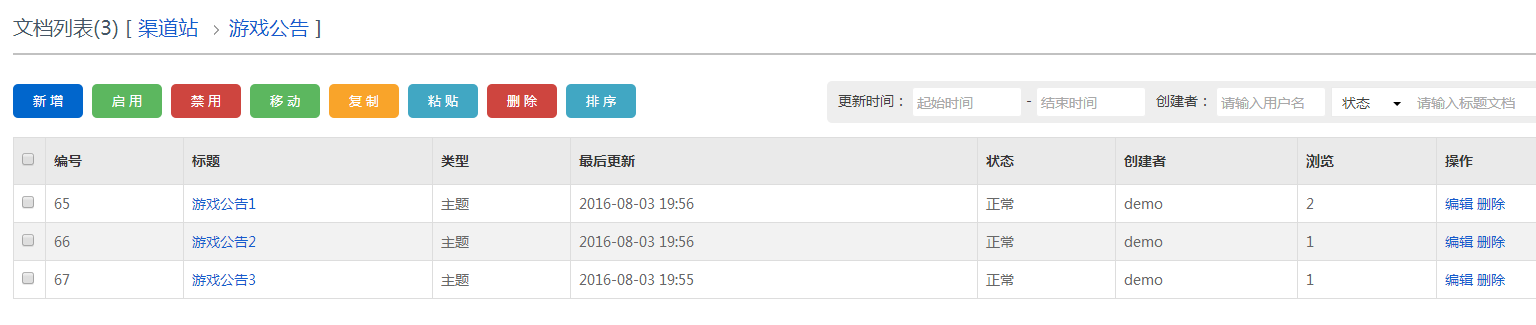 文档列表(3) [ 渠道站 > 游戏公告 ]
新增 启用 禁用 移动 复制 粘贴 删除 排序 更新时间： 起始时间 - 结束时间 创建者： 请输入用户名 状态 请输入标题文档
编号 标题 类型 最后更新 状态 创建者 浏览 操作
65 游戏公告1 主题 2016-08-03 19:56 正常 demo 2 编辑 删除
66 游戏公告2 主题 2016-08-03 19:56 正常 demo 1 编辑 删除
67 游戏公告3 主题 2016-08-03 19:55 正常 demo 1 编辑 删除